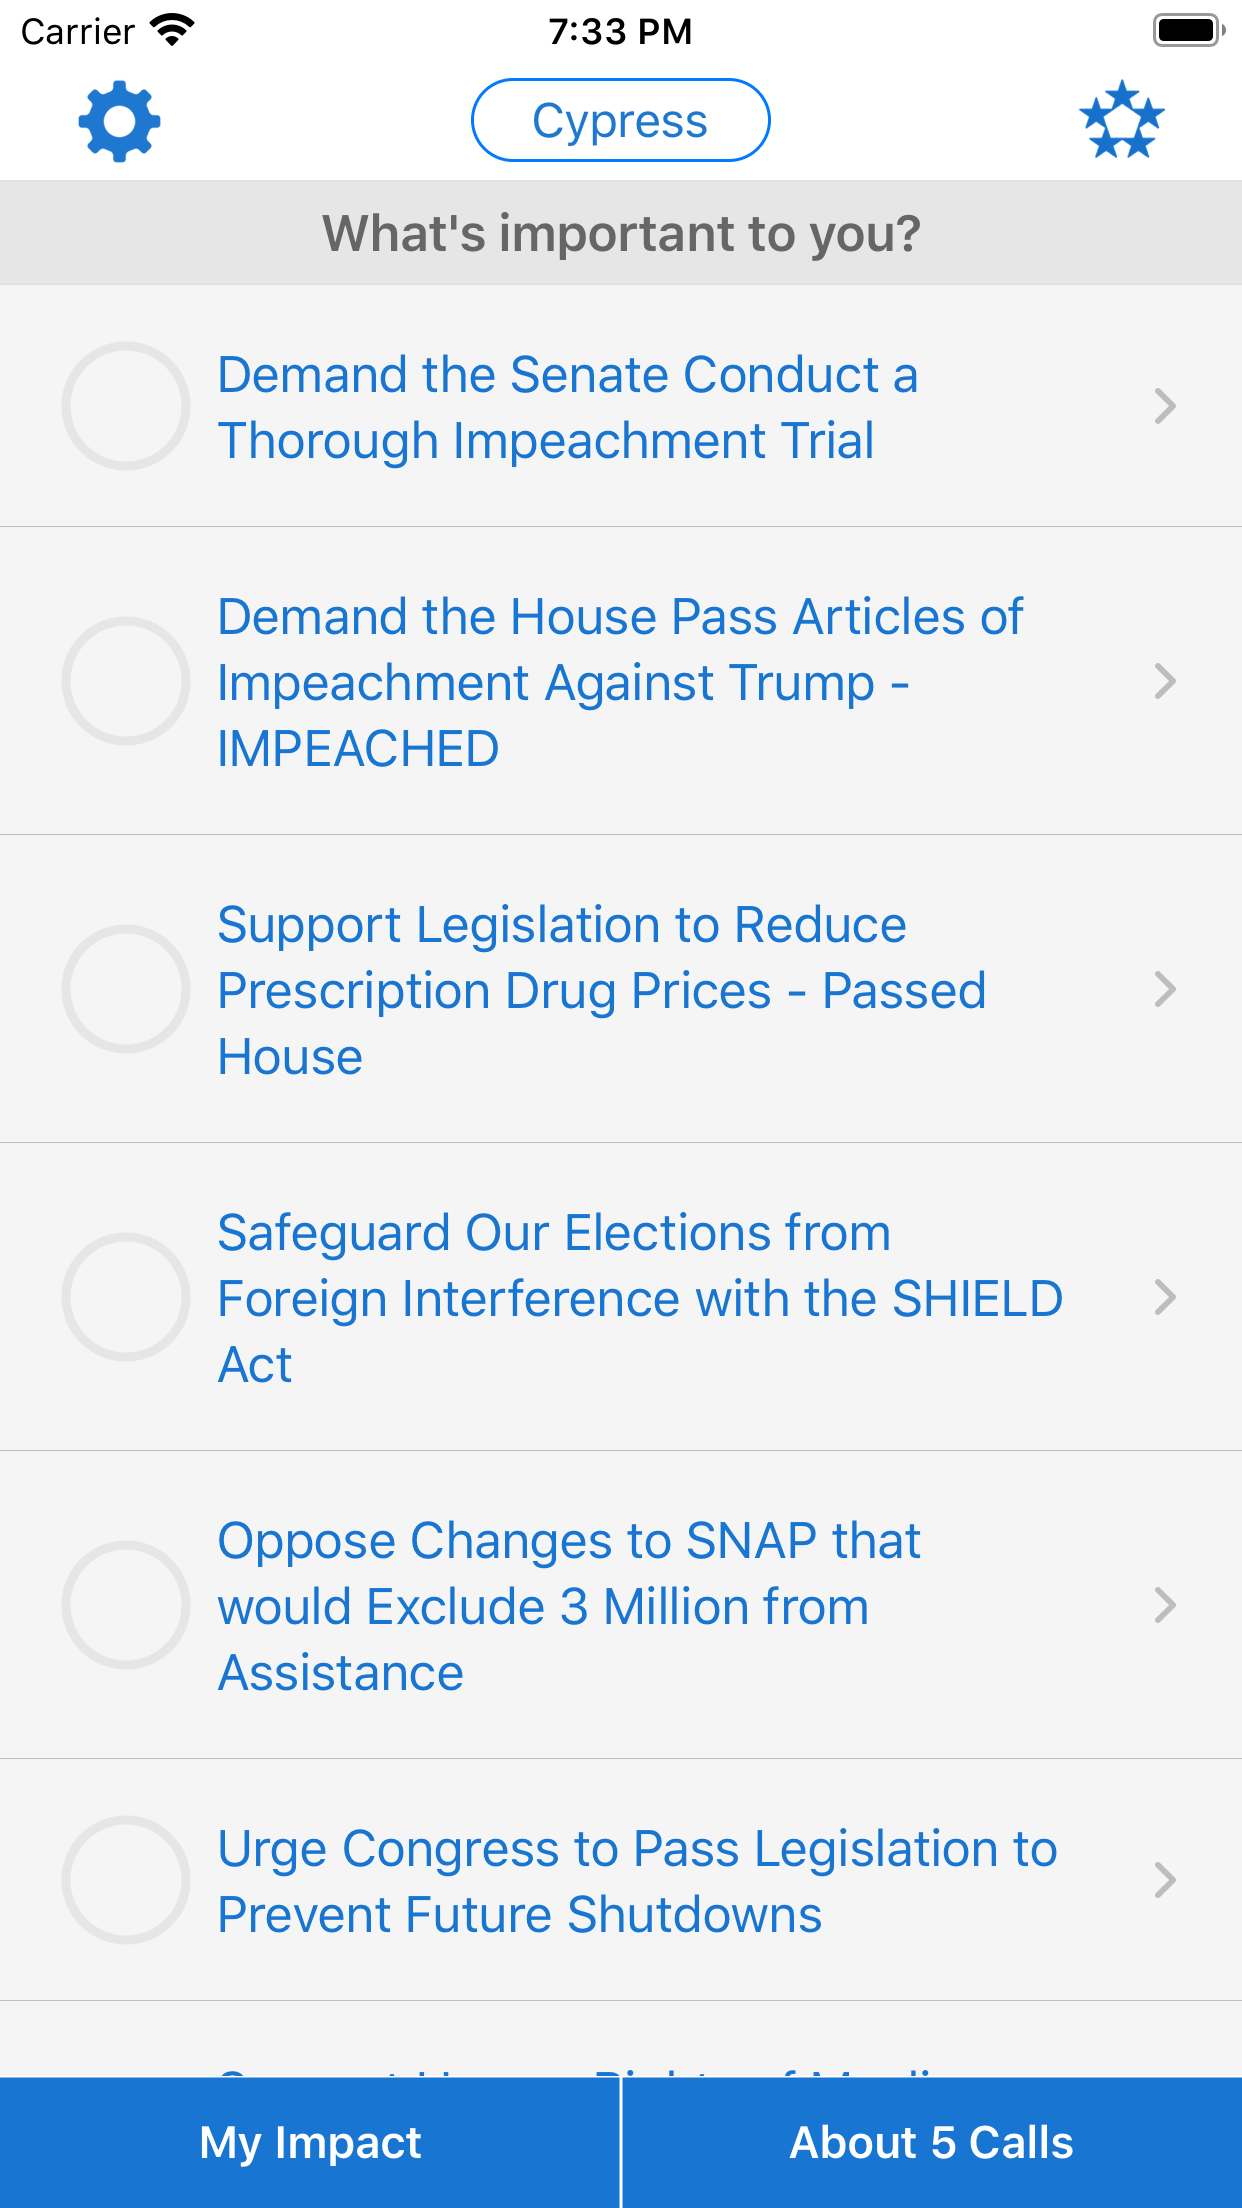 Carrier
7:33 PM
Cypress
What's important to you?
Demand the Senate Conduct a
Thorough Impeachment Trial
Demand the House Pass Articles of
Impeachment Against Trump -
IMPEACHED
Support Legislation to Reduce
Prescription Drug Prices - Passed
House
Safeguard Our Elections from
Foreign Interference with the SHIELD
Act
Oppose Changes to SNAP that
would Exclude 3 Million from
Assistance
Urge Congress to Pass Legislation to
Prevent Future Shutdowns
My Impact
About 5 Calls